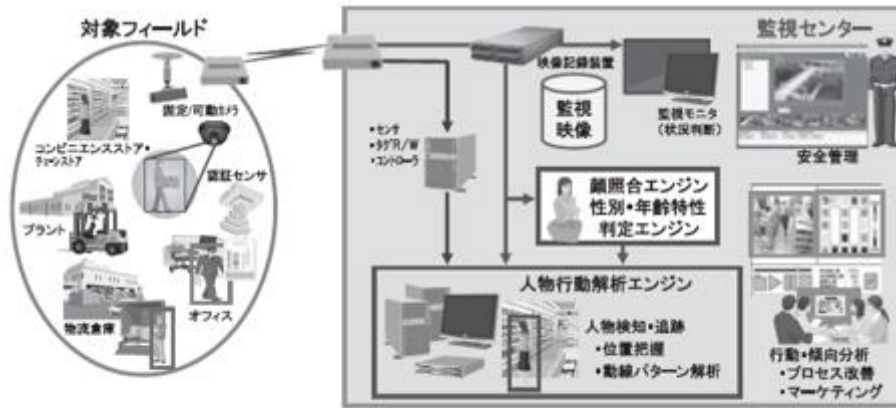 対象フィールド
固定/可動カメラ
コンビニエンスストア・
チェーンストア
認証センサ
プラント
物流倉庫
オフィス
監視センター
映像記録装置
監視
映像
監視モニタ
(状況判断)
安全管理
・センサ
・タグR/W
・コントローラ
顔照合エンジン
性別・年齢特性
判定エンジン
人物行動解析エンジン
人物検知・追跡
・位置把握
・動線パターン解析
行動・傾向分析
・プロセス改善
・マーケティング